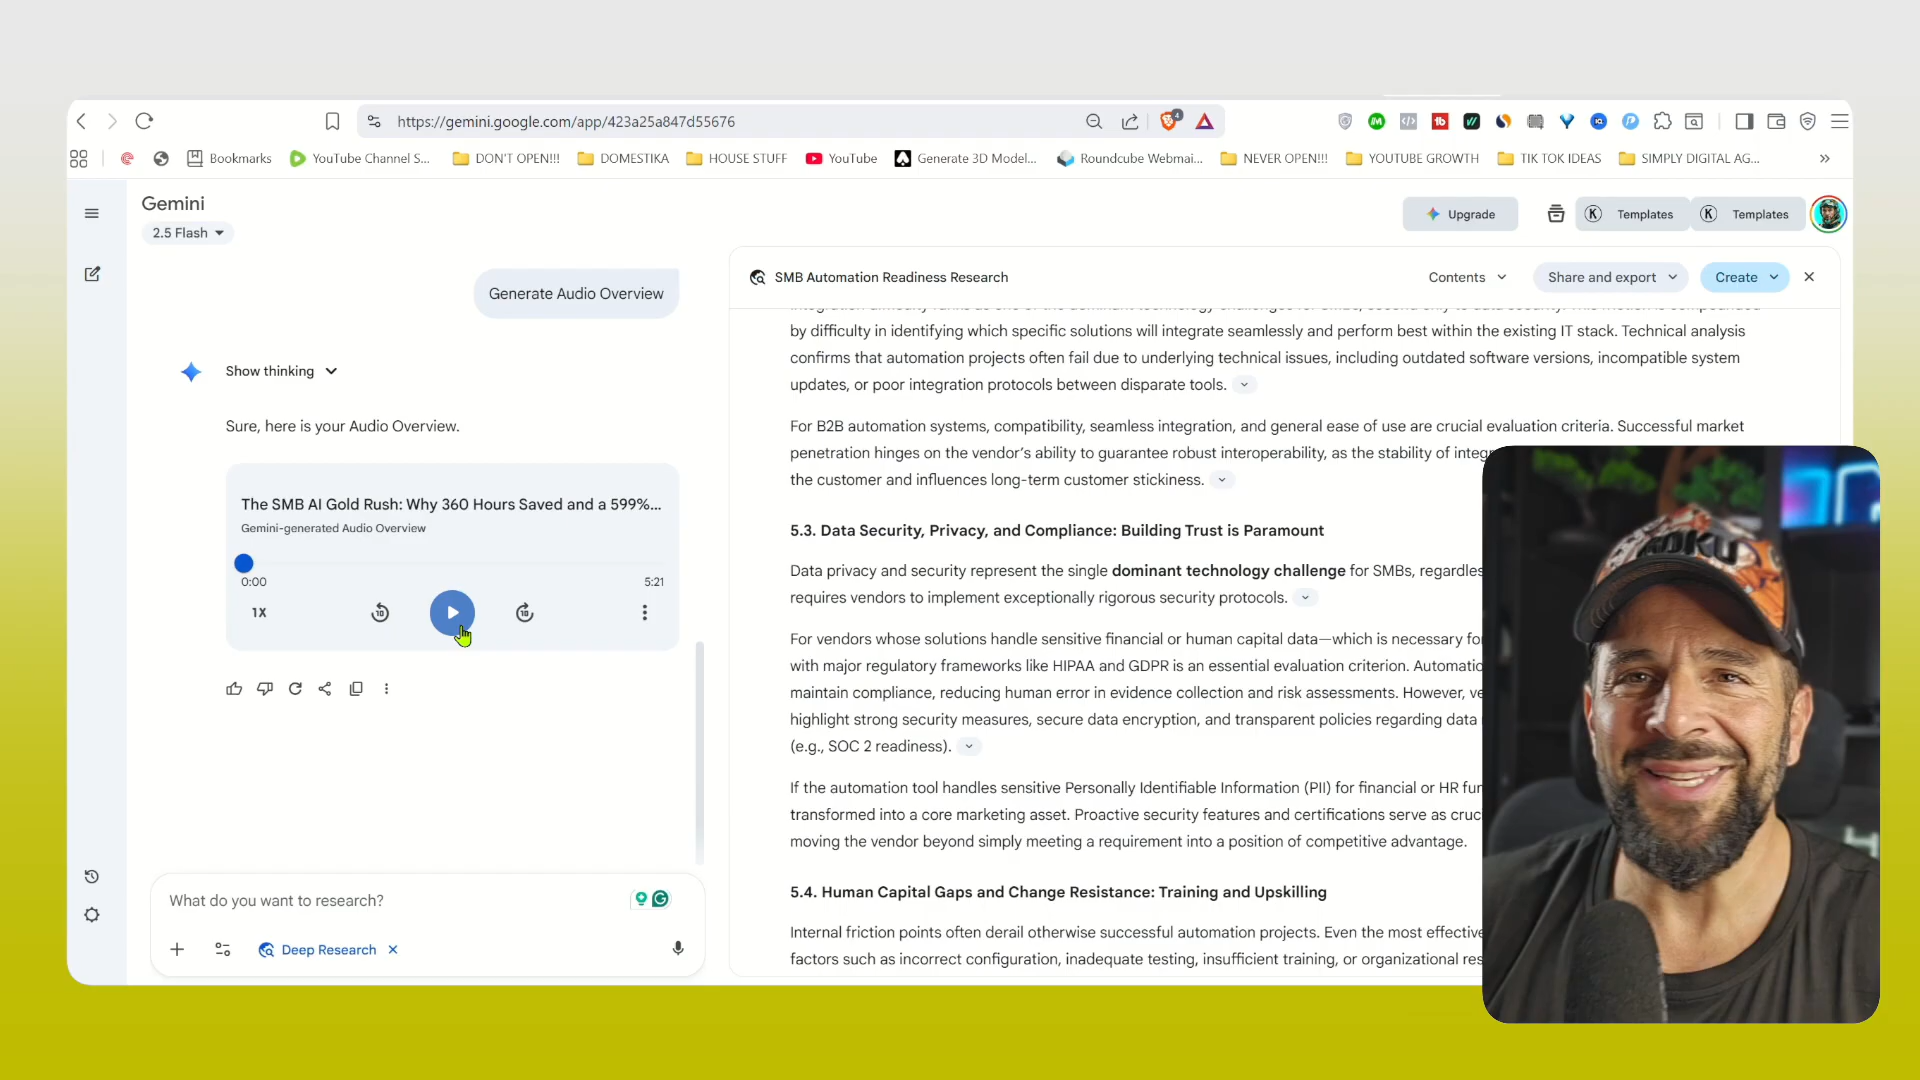 https://gemini.google.com/app/423a25a847d55676
4
Bookmarks
YouTube Channel S...
DON'T OPEN!!!
DOMESTIKA
HOUSE STUFF
YouTube
Generate 3D Model...
Roundcube Webmai...
NEVER OPEN!!!
YOUTUBE GROWTH
TIK TOK IDEAS
SIMPLY DIGITAL AG...
Gemini
2.5 Flash
Upgrade
Templates
Templates
Generate Audio Overview
Show thinking
Sure, here is your Audio Overview.
The SMB AI Gold Rush: Why 360 Hours Saved and a 599%...
Gemini-generated Audio Overview
0:00
5:21
1X
10
10
What do you want to research?
Deep Research
SMB Automation Readiness Research
Contents
Share and export
Create
by difficulty in identifying which specific solutions will integrate seamlessly and perform best within the existing IT stack. Technical analysis
confirms that automation projects often fail due to underlying technical issues, including outdated software versions, incompatible system
updates, or poor integration protocols between disparate tools.
For B2B automation systems, compatibility, seamless integration, and general ease of use are crucial evaluation criteria. Successful market
penetration hinges on the vendor's ability to guarantee robust interoperability, as the stability of integ
the customer and influences long-term customer stickiness.
5.3. Data Security, Privacy, and Compliance: Building Trust is Paramount
Data privacy and security represent the single dominant technology challenge for SMBs, regardles
requires vendors to implement exceptionally rigorous security protocols.
For vendors whose solutions handle sensitive financial or human capital data—which is necessary fo
with major regulatory frameworks like HIPAA and GDPR is an essential evaluation criterion. Automatio
maintain compliance, reducing human error in evidence collection and risk assessments. However, ve
highlight strong security measures, secure data encryption, and transparent policies regarding data
(e.g., SOC 2 readiness).
If the automation tool handles sensitive Personally Identifiable Information (PII) for financial or HR fun
transformed into a core marketing asset. Proactive security features and certifications serve as cruc
moving the vendor beyond simply meeting a requirement into a position of competitive advantage.
5.4. Human Capital Gaps and Change Resistance: Training and Upskilling
Internal friction points often derail otherwise successful automation projects. Even the most effective
factors such as incorrect configuration, inadequate testing, insufficient training, or organizational res